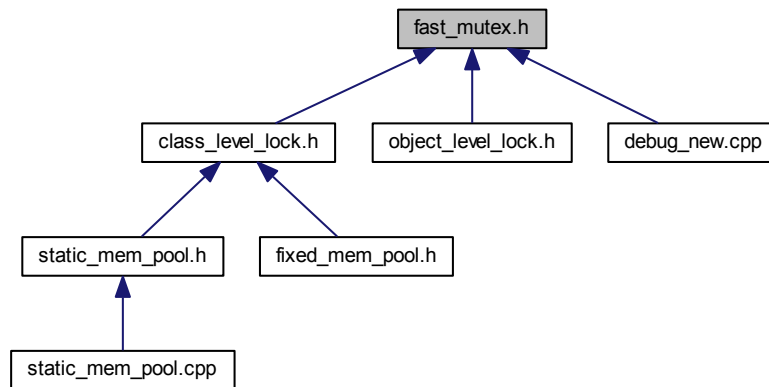 fast_mutex.h
class_level_lock.h
object_level_lock.h
debug_new.cpp
static_mem_pool.h
fixed_mem_pool.h
static_mem_pool.cpp